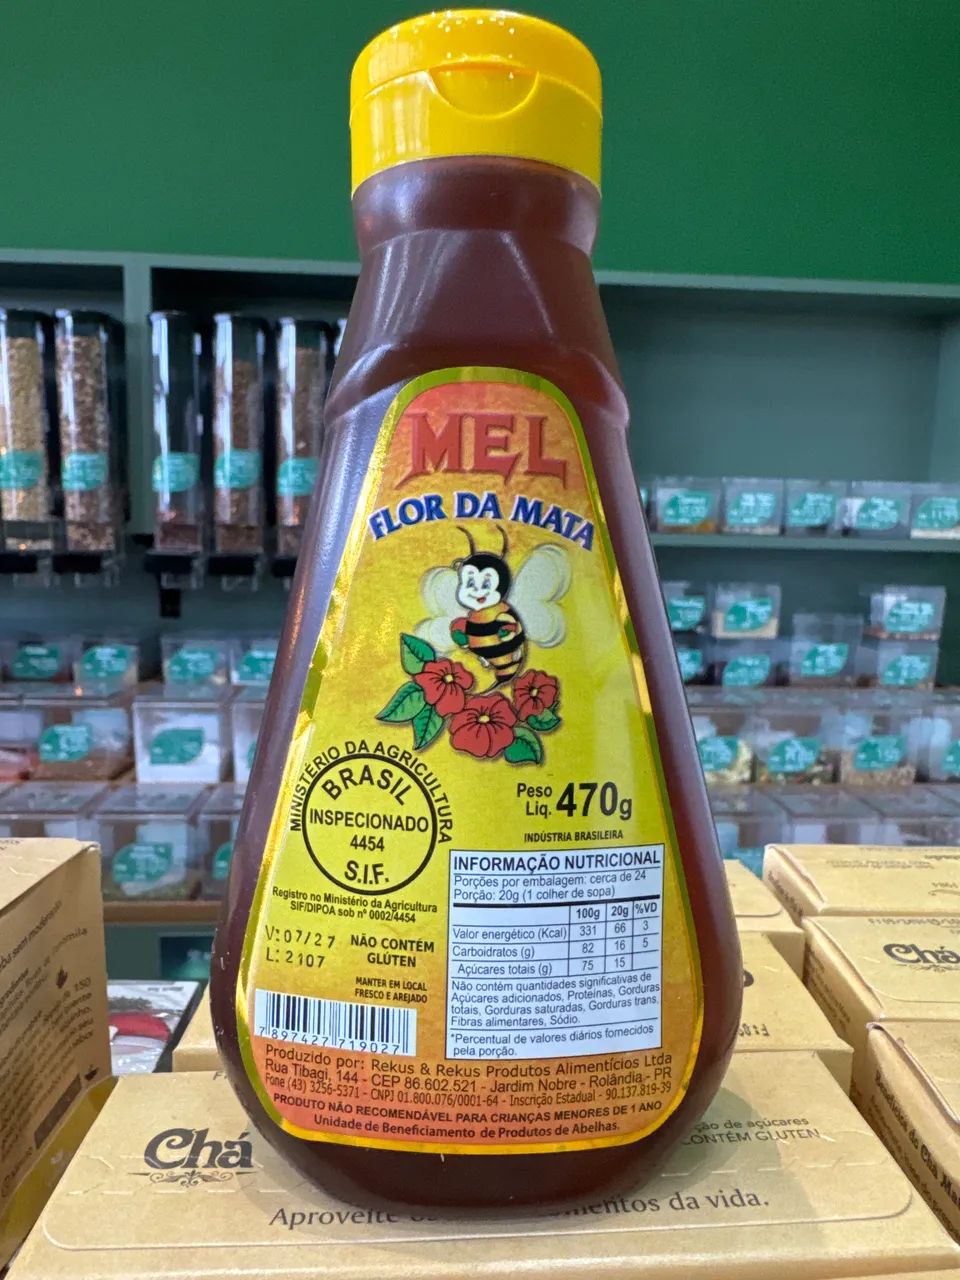 MEL
FLOR DA MATA
MINISTÉRIO DA AGRICULTURA
BRASIL
INSPECIONADO
4454
S.I.F.
Registro no Ministério da Agricultura
SIF/DIPOA sob nº 0002/4454
V:07/27
L: 2107
NÃO CONTÉM
GLÚTEN
MANTER EM LOCAL
FRESCO E AREJADO
7897427719027
Peso
Liq. 470g
INDÚSTRIA BRASILEIRA
INFORMAÇÃO NUTRICIONAL
Porções por embalagem: cerca de 24
Porção: 20g (1 colher de sopa)
100g 20g %VD
Valor energético (Kcal) 331 66 3
Carboidratos (g) 82 16 5
Açúcares totais (g) 75 15
Não contém quantidades significativas de
Açúcares adicionados, Proteínas, Gorduras
totais, Gorduras saturadas, Gorduras trans,
Fibras alimentares, Sódio.
*Percentual de valores diários fornecidos
pela porção.
Produzido por: Rekus & Rekus Produtos Alimentícios Ltda
Rua Tibagi, 144 - CEP 86.602.521 - Jardim Nobre - Rolândia - PR
Fone (43) 3256-5371 - CNPJ 01.800.076/0001-64 - Inscrição Estadual - 90.137.819-39
PRODUTO NÃO RECOMENDÁVEL PARA CRIANÇAS MENORES DE 1 ANO
Unidade de Beneficiamento de Produtos de Abelhas.
Chá
Chá
de açúcares
CONTÉM GLUTEN
Aproveite
da vida.